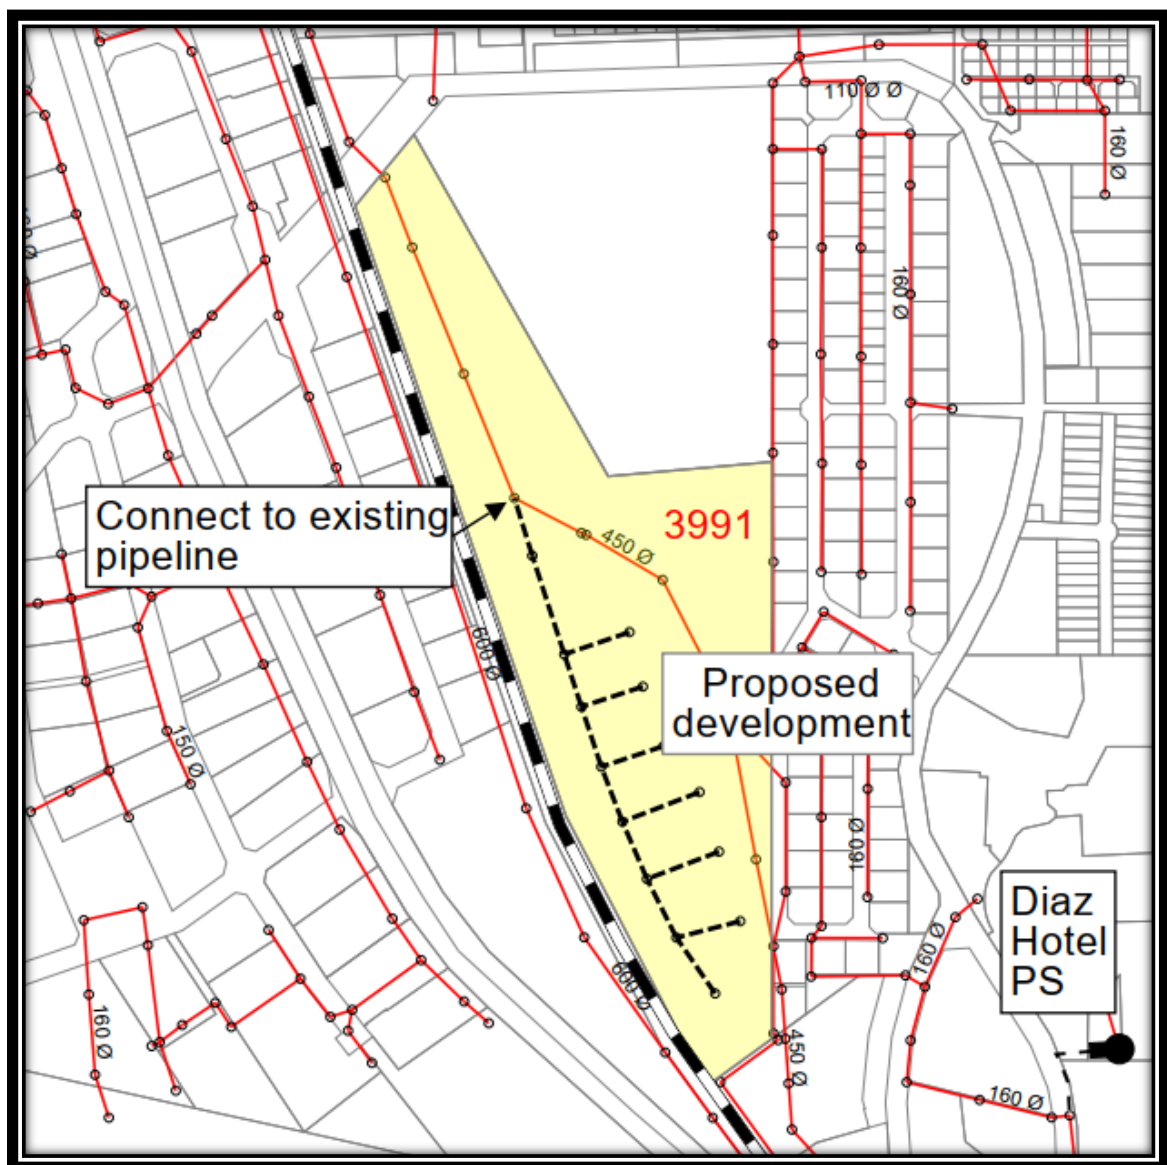 110 Ø Ø
160 Ø
160 Ø
Connect to existing
pipeline
450 Ø
3991
600 Ø
Proposed
development
150 Ø
160 Ø
Diaz
Hotel
PS
160 Ø
600 Ø
160 Ø
450 Ø
160 Ø